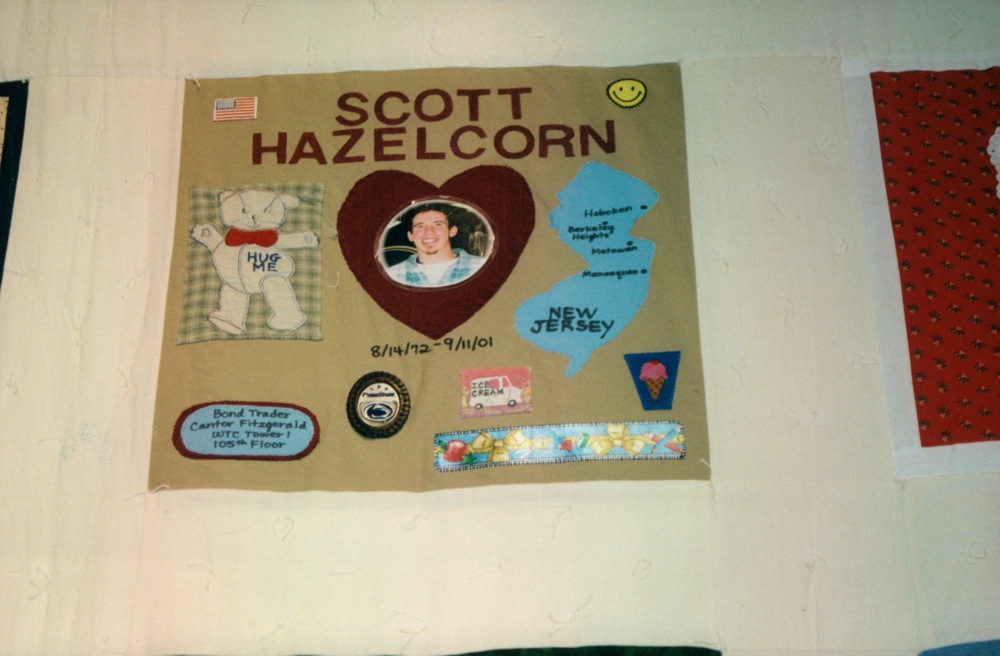 SCOTT
HAZELCORN
HUG
ME
Hoboken
Berkeley
Heights
Matawan
Manasquan
NEW
JERSEY
8/14/72-9/11/01
PennState
ICE
CREAM
Bond Trader
Cantor Fitzgerald
WTC Tower 1
105th Floor